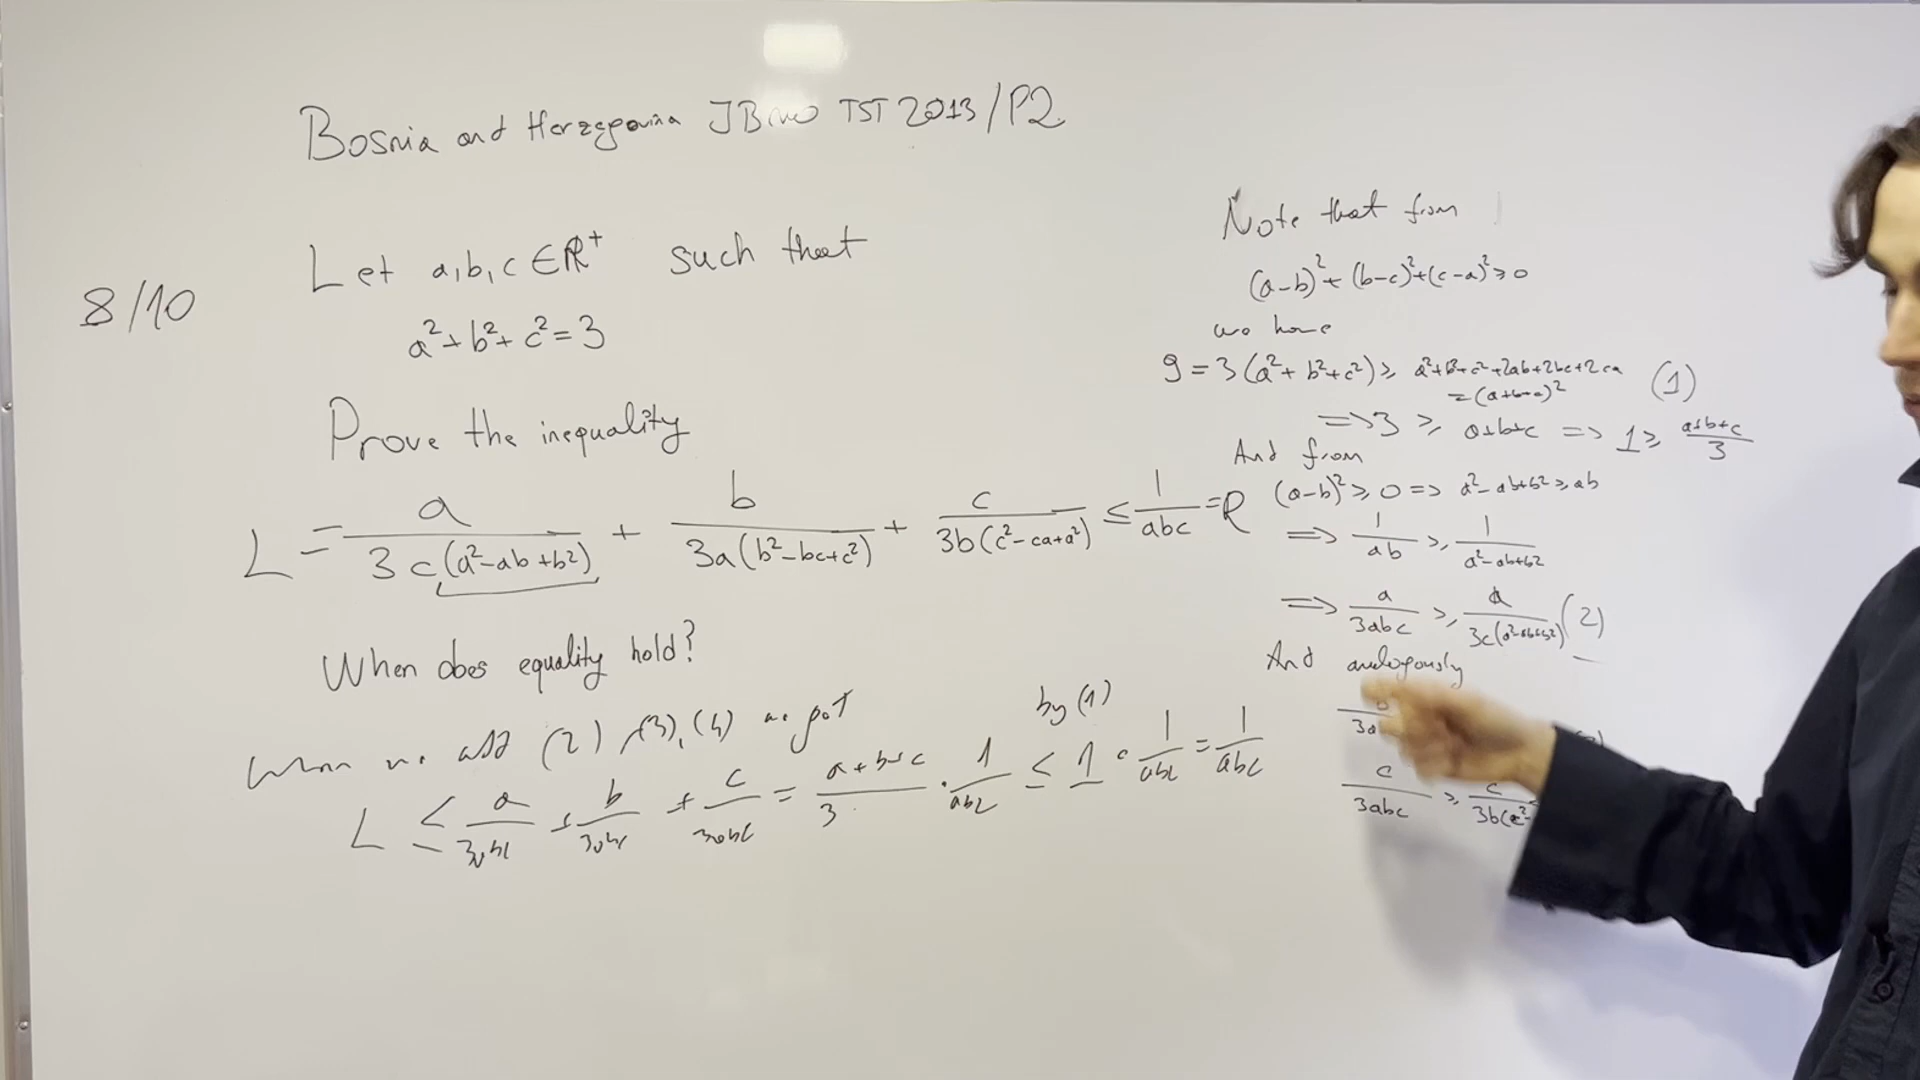 Bosnia and Herzegovina JBMO TST 2013/P2
8/10
Let a,b,c ∈ ℝ⁺ such that
a²+b²+c²=3
Prove the inequality
L = a/(3c(a²-ab+b²)) + b/(3a(b²-bc+c²)) + c/(3b(c²-ca+a²)) ≤ 1/abc = R
When does equality hold?
When we add (2), (3), (4) we get
L ≤ a/3abc + b/3abc + c/3abc = (a+b+c)/3 · 1/abc ≤ 1 · 1/abc = 1/abc
by (1)
Note that from
(a-b)²+(b-c)²+(c-a)² ≥ 0
we have
9 = 3(a²+b²+c²) ≥ a²+b²+c²+2ab+2bc+2ca (1)
=(a+b+c)²
=> 3 ≥ a+b+c => 1 ≥ (a+b+c)/3
And from
(a-b)² ≥ 0 => a²-ab+b² ≥ ab
=> 1/ab ≥ 1/(a²-ab+b²)
=> a/3abc ≥ a/(3c(a²-ab+b²)) (2)
And analogously
c/3abc ≥ c/3b(c²-